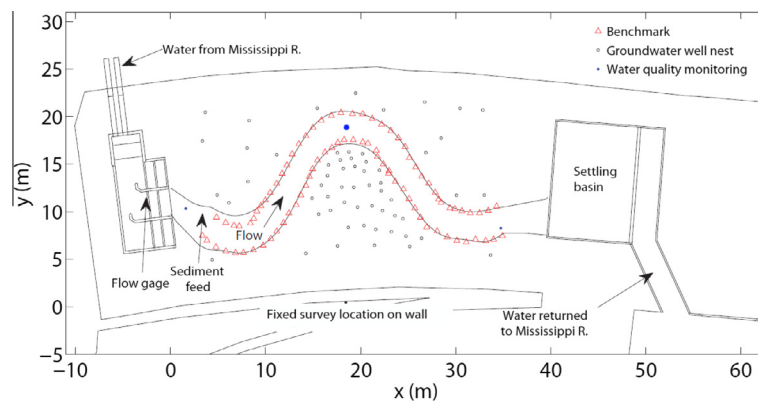 30
25
20
15
10
5
0
−5
y (m)
Water from Mississippi R.
Benchmark
Groundwater well nest
Water quality monitoring
Settling
basin
Flow
Flow gage
Sediment
feed
Fixed survey location on wall
Water returned
to Mississippi R.
−10
0
10
20
30
40
50
60
x (m)